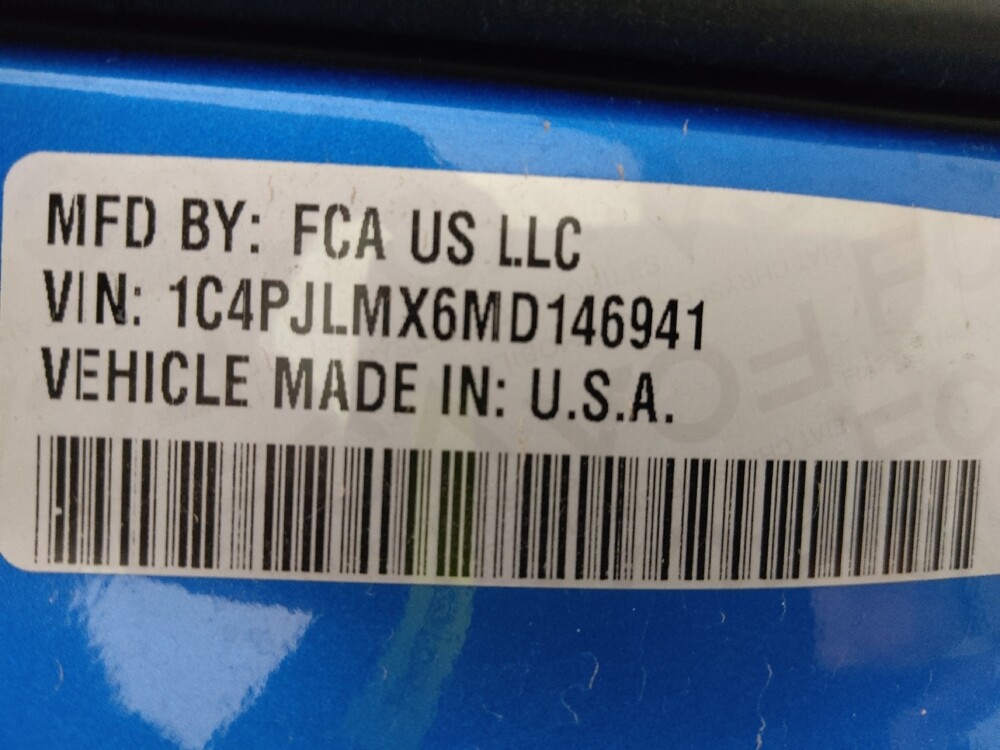 MFD BY: FCA US LLC
VIN: 1C4PJLMX6MD146941
VEHICLE MADE IN: U.S.A.